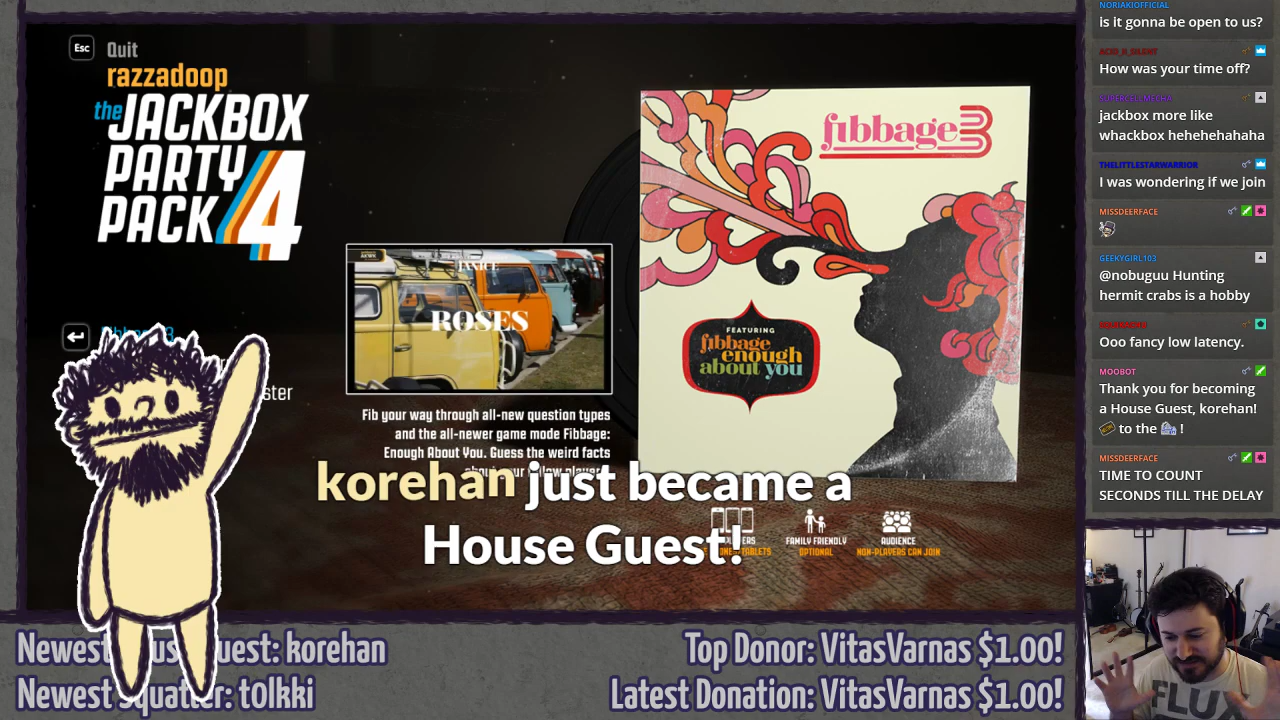 Esc Quit
razzadoop
the JACKBOX
PARTY
PACK 4
fibbage 3
FEATURING
fibbage
enough
about you
ROSES
Fib your way through all-new question types
and the all-newer game mode Fibbage:
Enough About You. Guess the weird facts
korehan just became a
House Guest!
FAMILY FRIENDLY
OPTIONAL
AUDIENCE
NON-PLAYERS CAN JOIN
Newest House Guest: korehan
Newest Squatter: t0lkki
Top Donor: VitasVarnas $1.00!
Latest Donation: VitasVarnas $1.00!
NORIAKIOFFICIAL
is it gonna be open to us?
How was your time off?
jackbox more like
whackbox hehehehahaha
THELITTLESTARWARRIOR
I was wondering if we join
MISSDEERFACE
GEEKYGIRL103
@nobuguu Hunting
hermit crabs is a hobby
Ooo fancy low latency.
MOOBOT
Thank you for becoming
a House Guest, korehan!
to the !
MISSDEERFACE
TIME TO COUNT
SECONDS TILL THE DELAY
FLUX